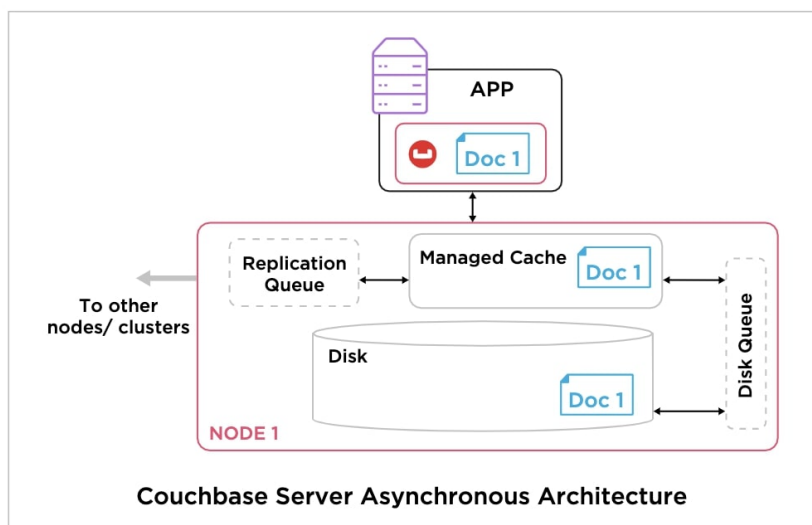 APP
Doc 1
Replication
Queue
Managed Cache
Doc 1
To other
nodes/ clusters
Disk
Doc 1
Disk Queue
NODE 1
Couchbase Server Asynchronous Architecture